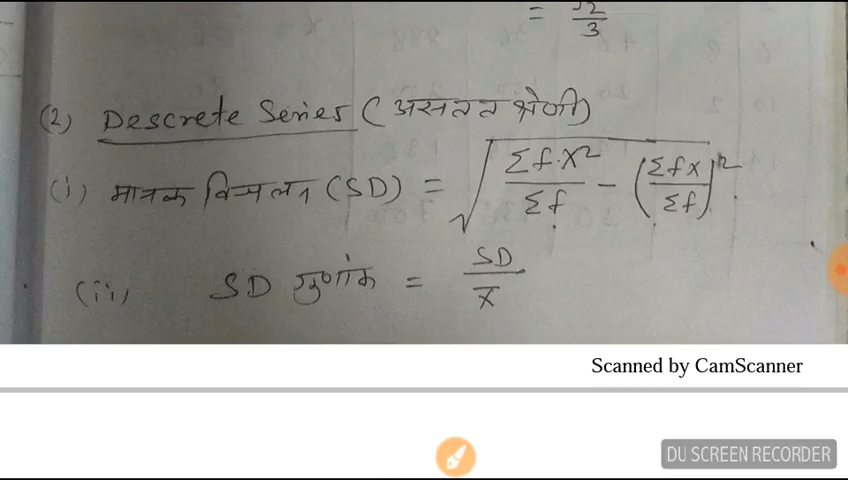 = √2/3
(2) Descrete Series (असतत श्रेणी)
(i) मानक विचलन (SD) = √(Σf·X²/Σf − (Σfx/Σf)²)
(ii) SD गुणांक = SD/x̄
Scanned by CamScanner
DU SCREEN RECORDER